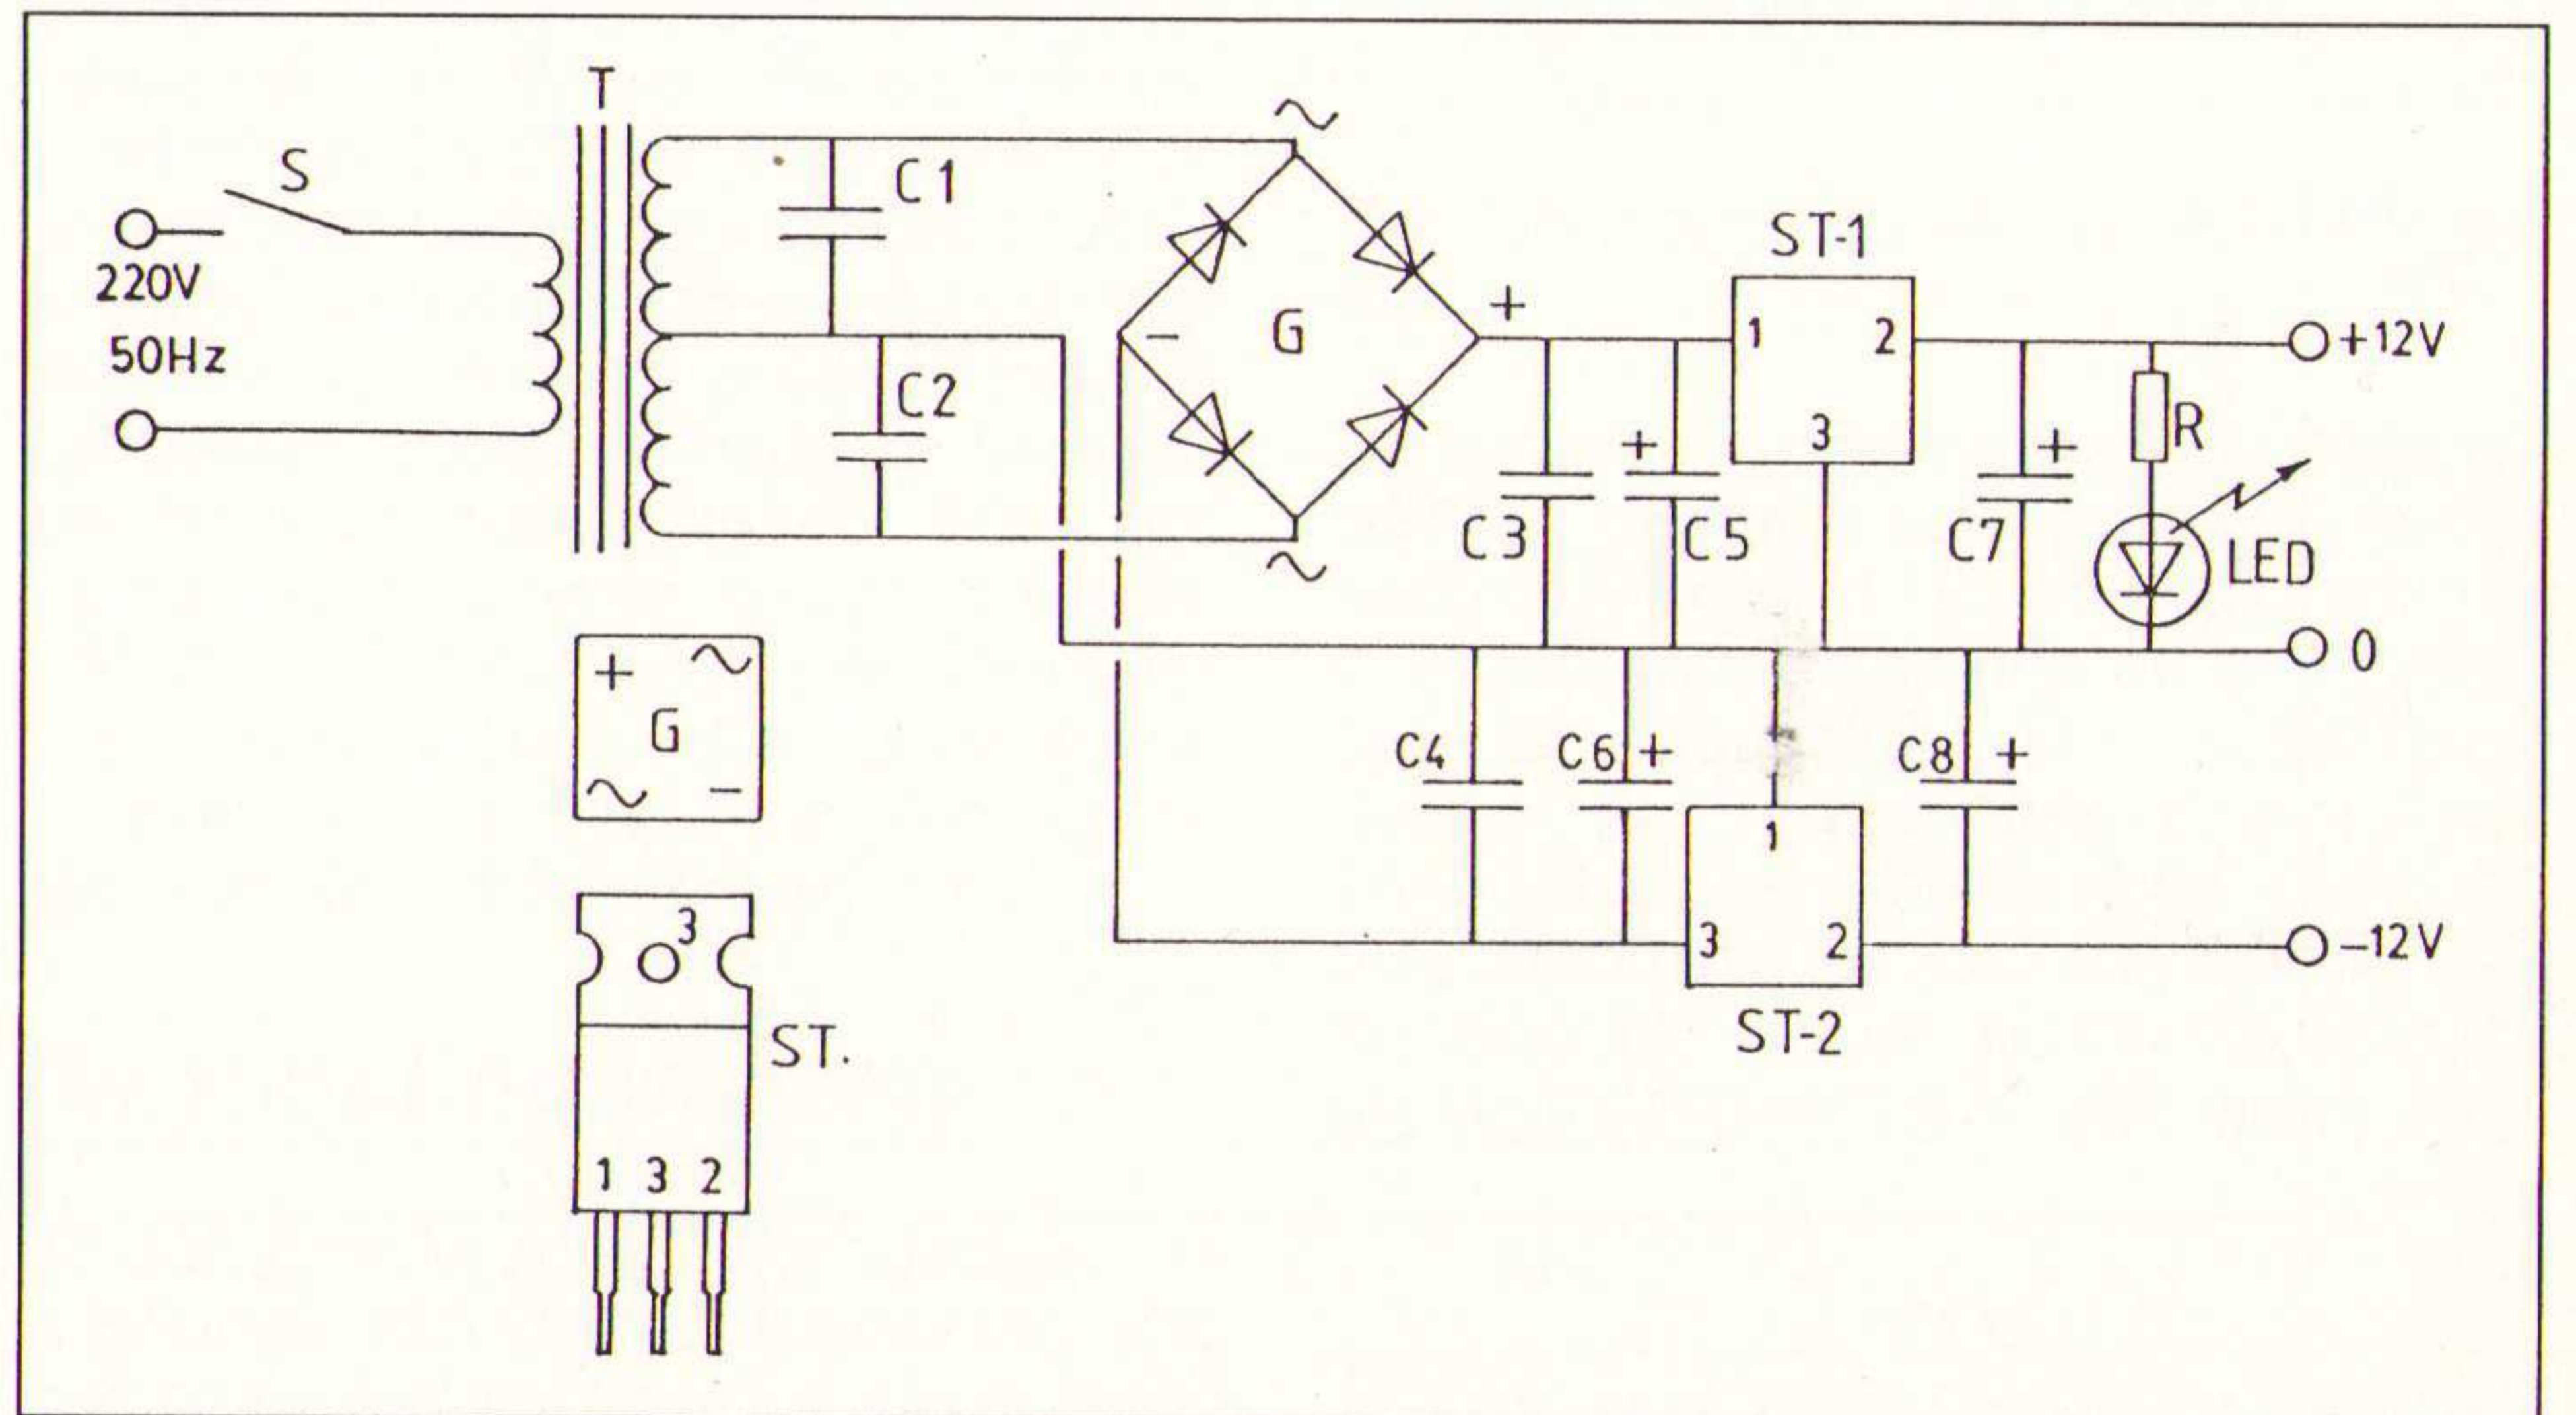 T
S
220V
50Hz
C1
C2
~
G
-
+
~
ST-1
1
2
3
+12V
C3
+
C5
C7
+
R
LED
0
C4
C6
+
C8
+
1
3
2
-12V
ST-2
+
~
G
~
-
3
ST.
1 3 2